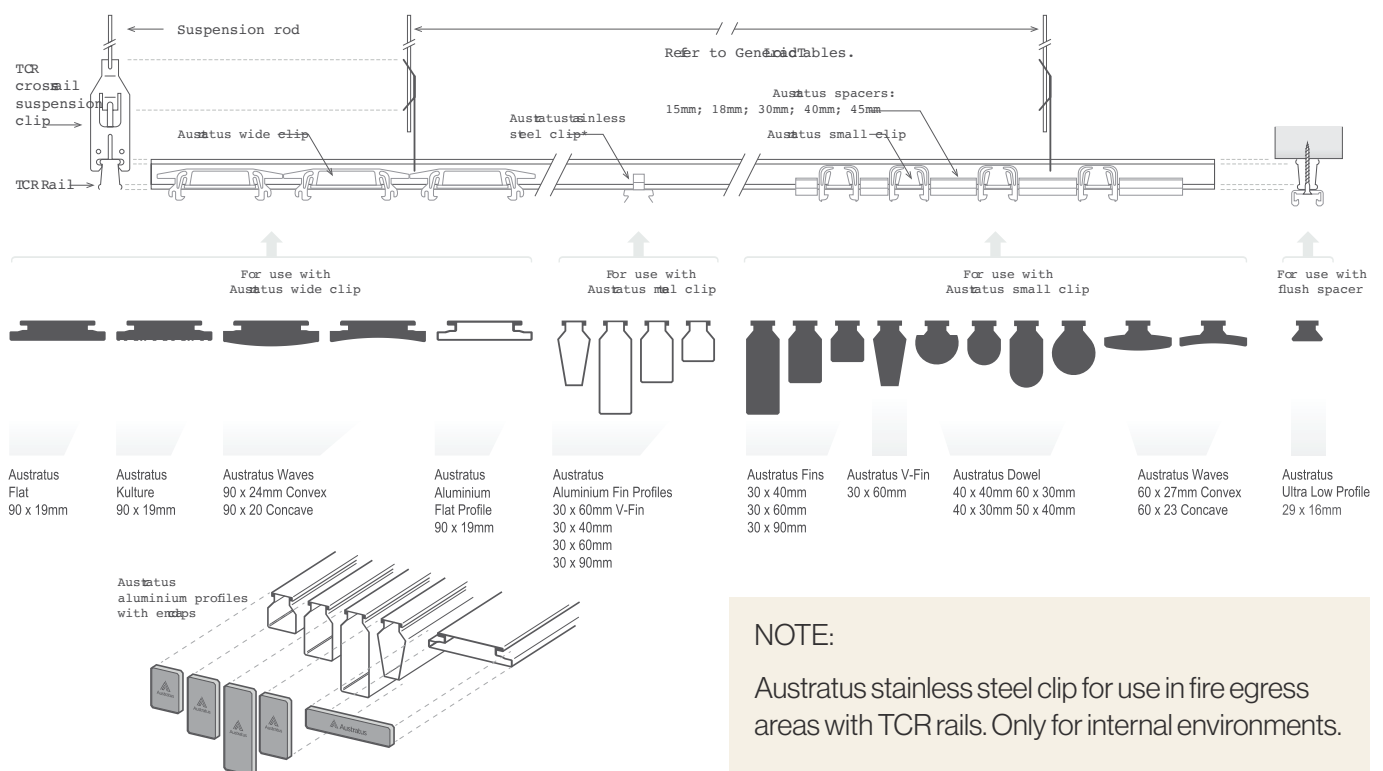 Suspension rod
Refer to Generic Load Tables.
TCR
crossrail
suspension
clip
Austratus wide clip
Austratus stainless
steel clip*
Austratus spacers:
15mm; 18mm; 30mm; 40mm; 45mm
Austratus small clip
TCR Rail
For use with
Austratus wide clip
For use with
Austratus metal clip
For use with
Austratus small clip
For use with
flush spacer
Austratus
Flat
90 x 19mm
Austratus
Kulture
90 x 19mm
Austratus Waves
90 x 24mm Convex
90 x 20 Concave
Austratus
Aluminium
Flat Profile
90 x 19mm
Austratus
Aluminium Fin Profiles
30 x 60mm V-Fin
30 x 40mm
30 x 60mm
30 x 90mm
Austratus Fins
30 x 40mm
30 x 60mm
30 x 90mm
Austratus V-Fin
30 x 60mm
Austratus Dowel
40 x 40mm 60 x 30mm
40 x 30mm 50 x 40mm
Austratus Waves
60 x 27mm Convex
60 x 23 Concave
Austratus
Ultra Low Profile
29 x 16mm
Austratus
aluminium profiles
with endcaps
Austratus
Austratus
Austratus
Austratus
Austratus
NOTE:
Austratus stainless steel clip for use in fire egress
areas with TCR rails. Only for internal environments.